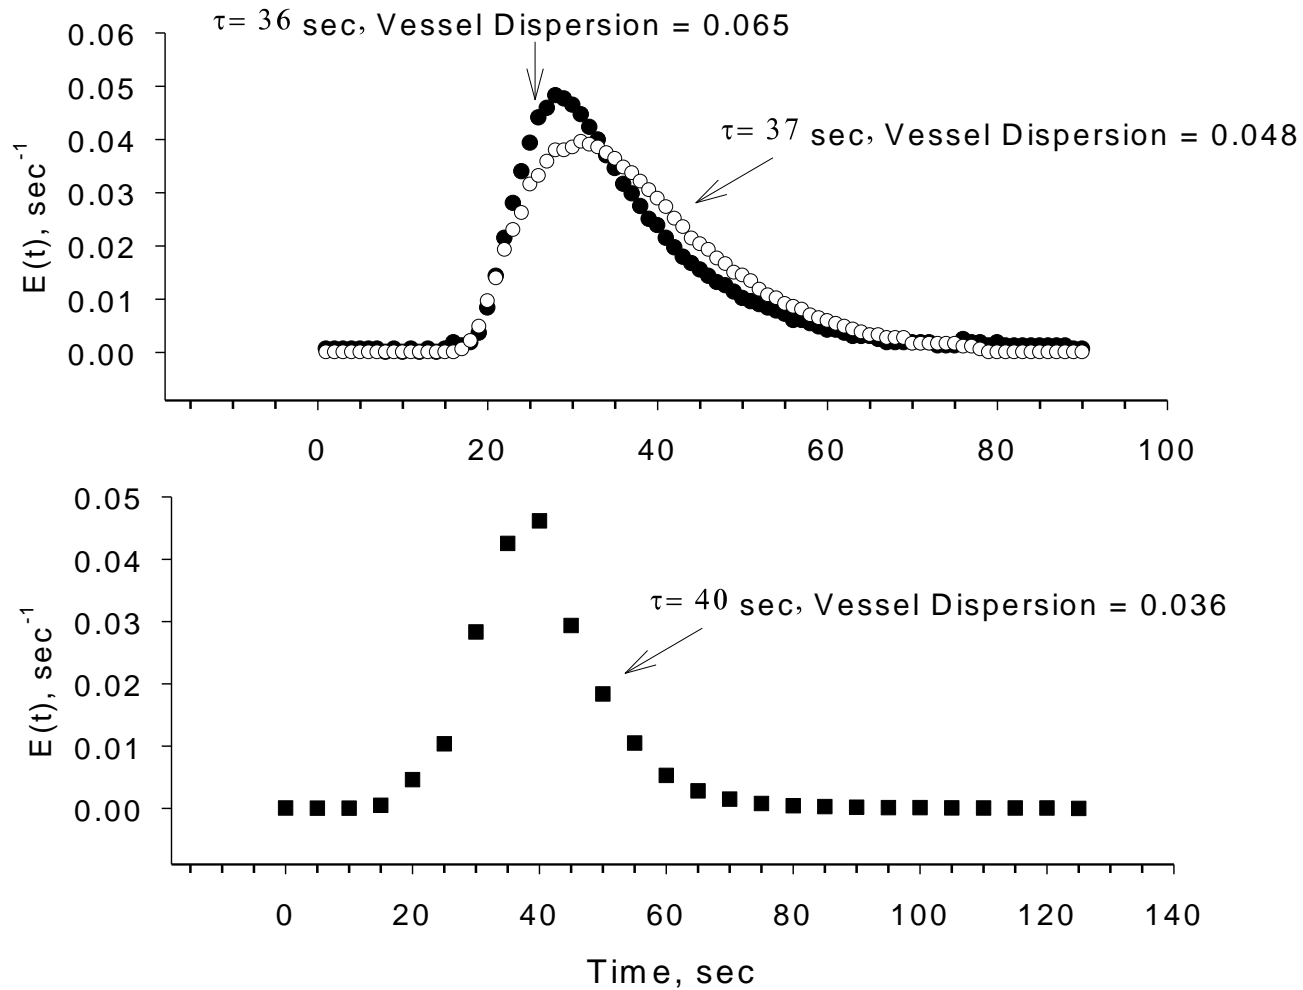 τ= 36 sec, Vessel Dispersion = 0.065
0.06
0.05
τ= 37 sec, Vessel Dispersion = 0.048
0.04
0.03
0.02
0.01
0.00
E(t), sec-1
0 20 40 60 80 100
0.05
0.04
τ= 40 sec, Vessel Dispersion = 0.036
0.03
0.02
0.01
0.00
E(t), sec-1
0 20 40 60 80 100 120 140
Time, sec